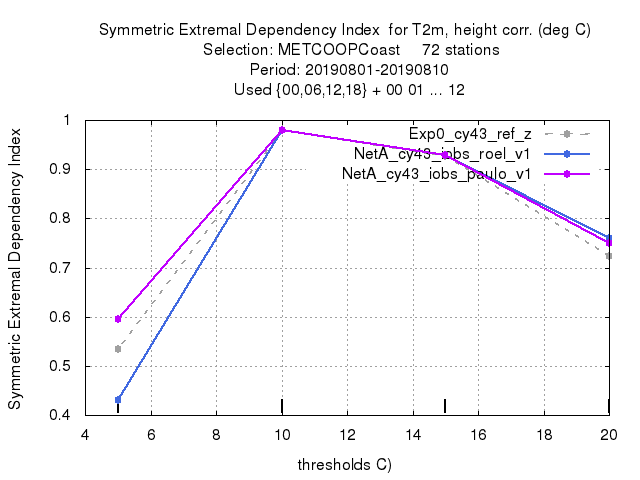 Symmetric Extremal Dependency Index for T2m, height corr. (deg C)
Selection: METCOOPCoast 72 stations
Period: 20190801-20190810
Used {00,06,12,18} + 00 01 ... 12
Exp0_cy43_ref_z
NetA_cy43_iobs_roel_v1
NetA_cy43_iobs_paulo_v1
Symmetric Extremal Dependency Index
1
0.9
0.8
0.7
0.6
0.5
0.4
4 6 8 10 12 14 16 18 20
thresholds C)